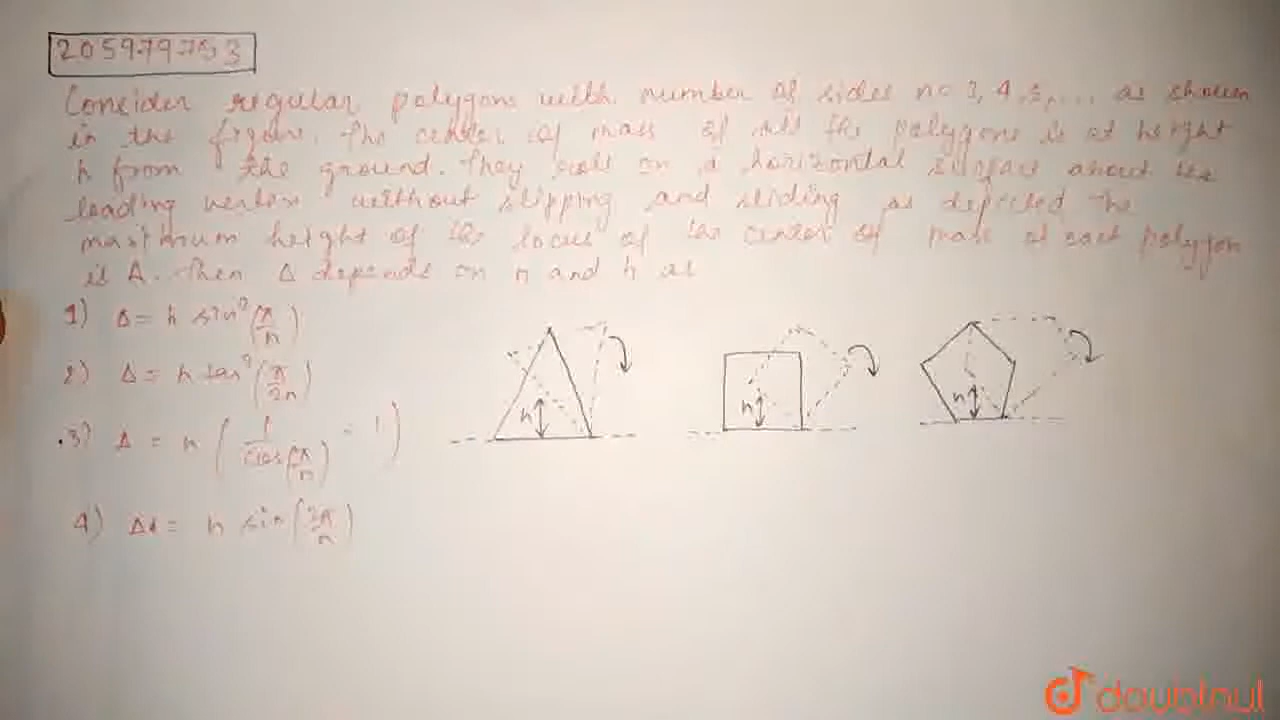 205979753
Consider regular polygons with number of sides n= 3, 4, 5, ... as shown
in the figure. The center of mass of all the polygons is at height
h from the ground. They roll on a horizontal surface about the
leading vertex without slipping and sliding as depicted The
maximum height of the locus of the center of mass of each polygon
is Δ. Then Δ depends on n and h as
1) Δ = h sin²(π/n)
2) Δ = h tan²(π/2n)
3) Δ = h (1/cos(π/n) - 1)
4) Δ = h sin(2π/n)
h
h
h
doubtnut